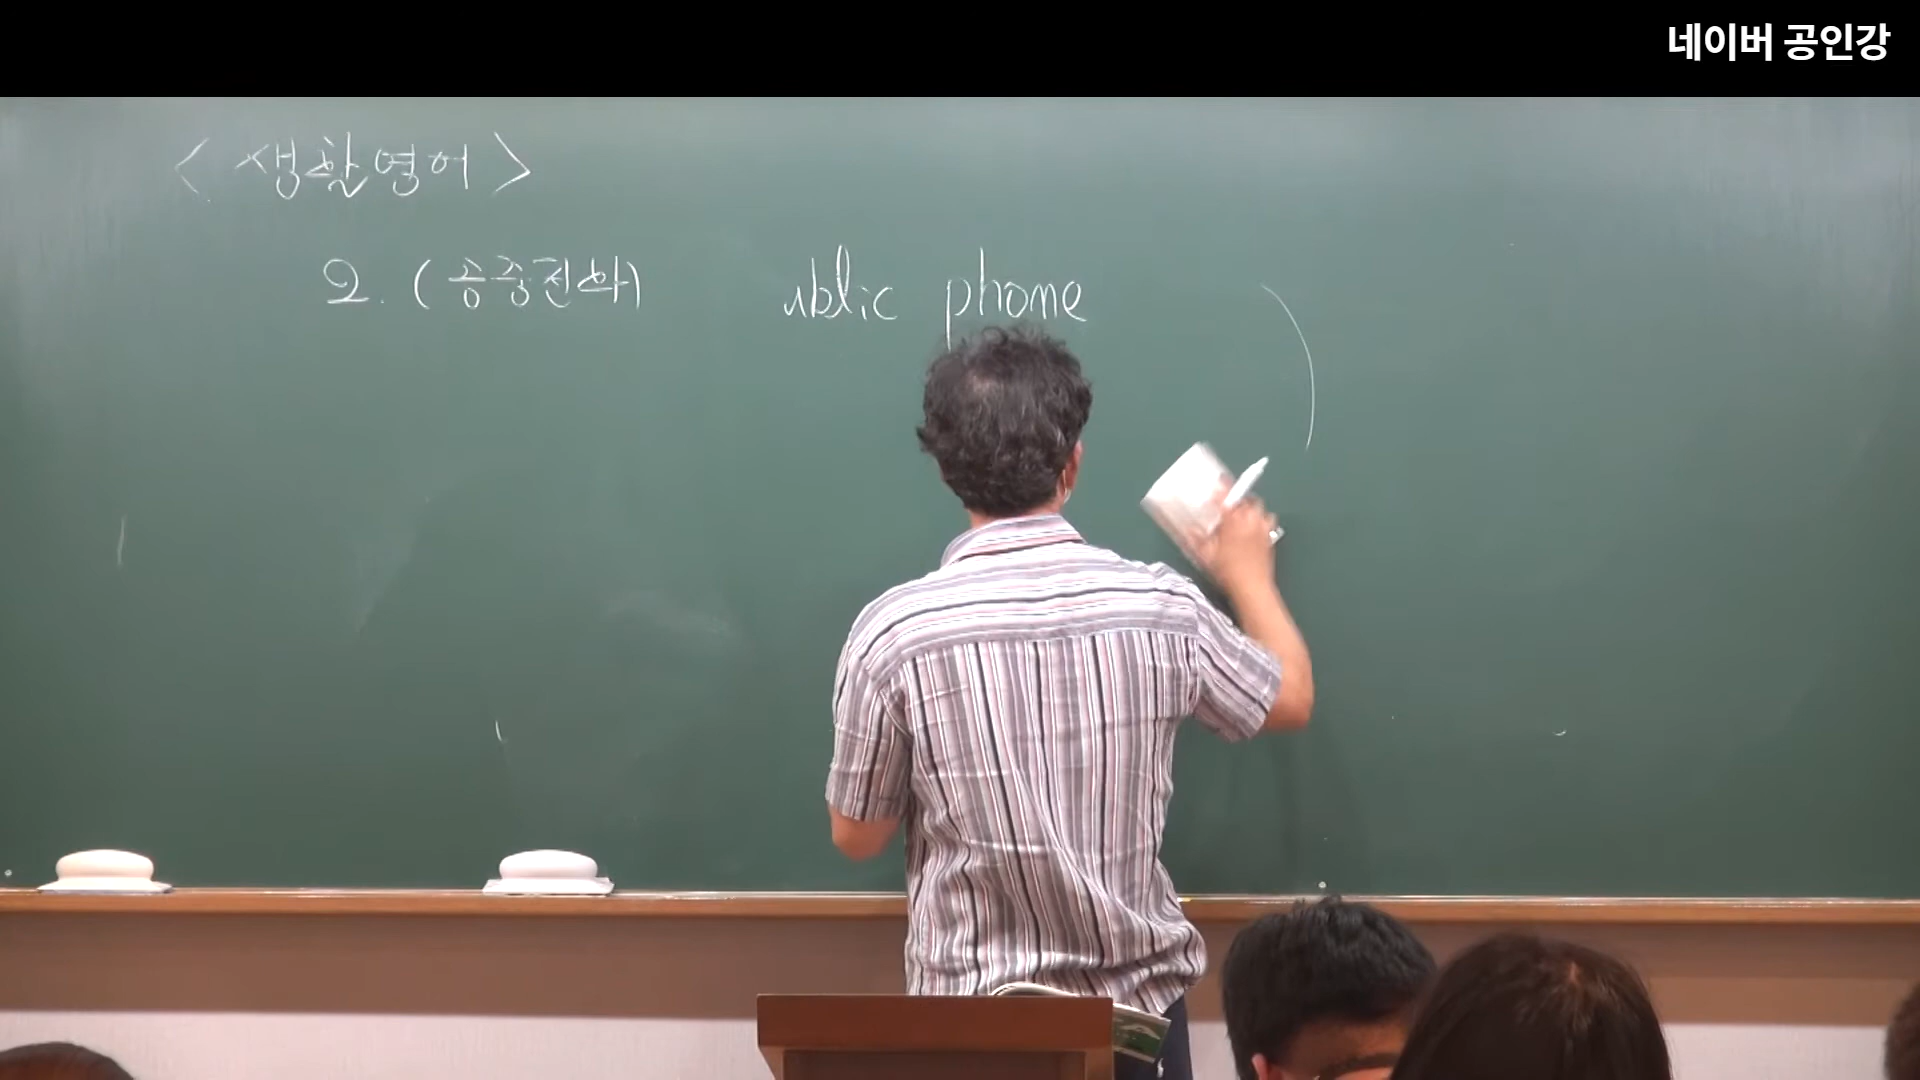 네이버 공인강
< 생활영어 >
2. (공중전화) ublic phone )